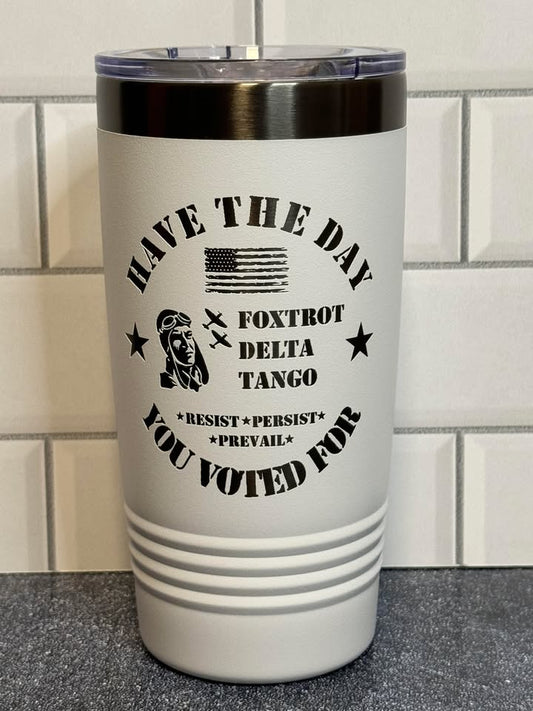 HAVE THE DAY
FOXTROT
DELTA
TANGO
★RESIST★PERSIST★
★PREVAIL★
YOU VOTED FOR